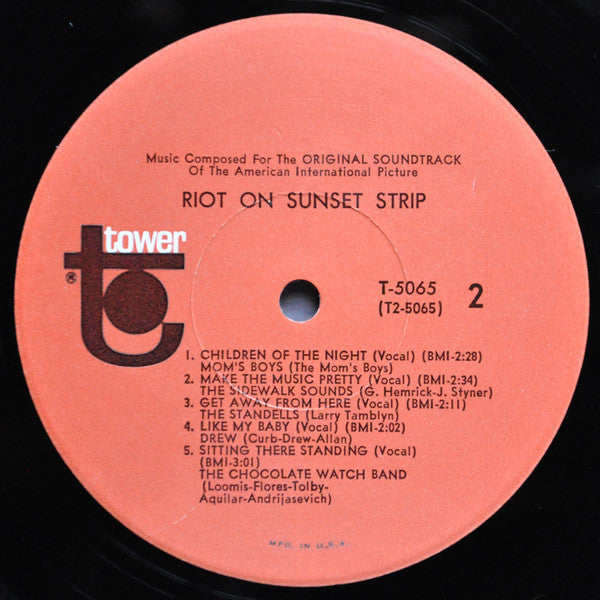 Music Composed For The ORIGINAL SOUNDTRACK
Of The American International Picture
RIOT ON SUNSET STRIP
tower
®
T-5065
(T2-5065)
2
1. CHILDREN OF THE NIGHT (Vocal) (BMI-2:28)
MOM'S BOYS (The Mom's Boys)
2. MAKE THE MUSIC PRETTY (Vocal) (BMI-2:34)
THE SIDEWALK SOUNDS (G. Hemrick-J. Styner)
3. GET AWAY FROM HERE (Vocal) (BMI-2:11)
THE STANDELLS (Larry Tamblyn)
4. LIKE MY BABY (Vocal) (BMI-2:02)
DREW (Curb-Drew-Allan)
5. SITTING THERE STANDING (Vocal)
(BMI-3:01)
THE CHOCOLATE WATCH BAND
(Loomis-Flores-Tolby-
Aquilar-Andrijasevich)
MFG. IN U.S.A.